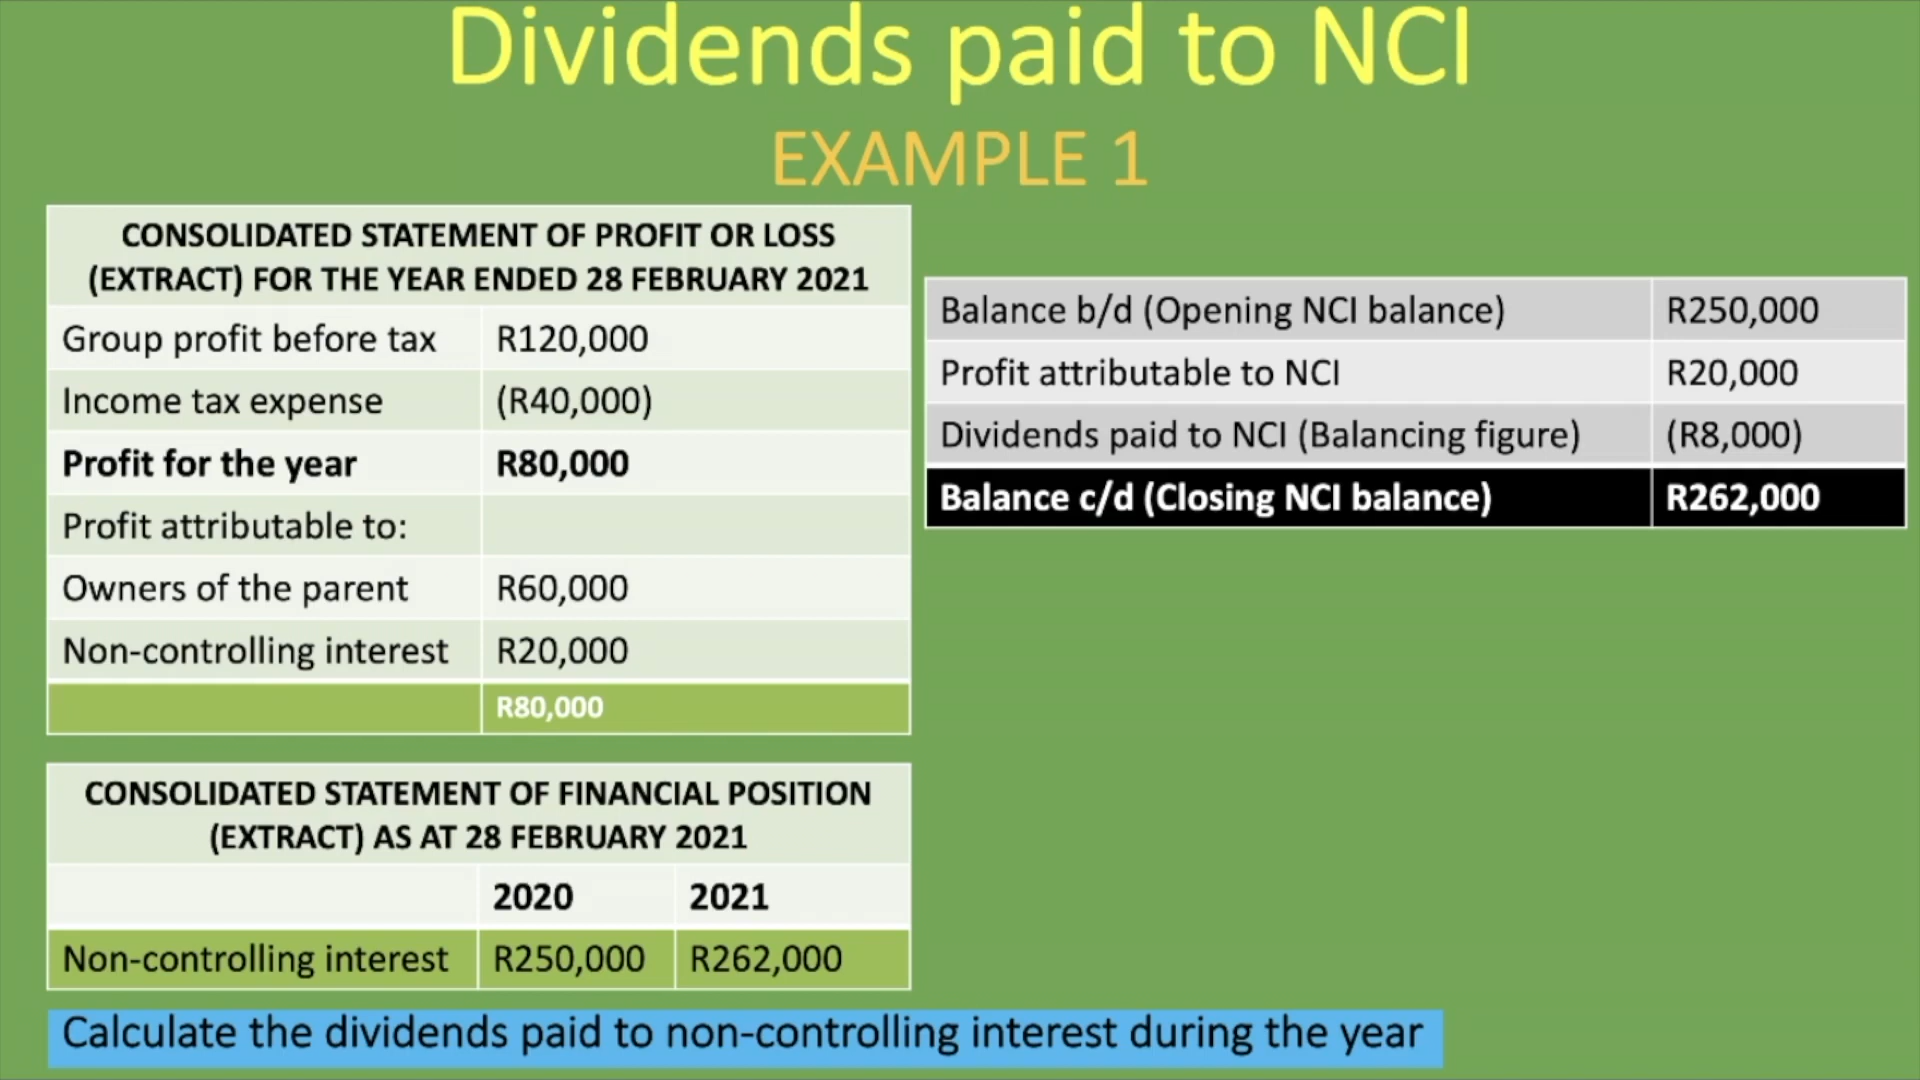 Dividends paid to NCI
EXAMPLE 1
CONSOLIDATED STATEMENT OF PROFIT OR LOSS
(EXTRACT) FOR THE YEAR ENDED 28 FEBRUARY 2021
Group profit before tax R120,000
Income tax expense (R40,000)
Profit for the year R80,000
Profit attributable to:
Owners of the parent R60,000
Non-controlling interest R20,000
R80,000
Balance b/d (Opening NCI balance) R250,000
Profit attributable to NCI R20,000
Dividends paid to NCI (Balancing figure) (R8,000)
Balance c/d (Closing NCI balance) R262,000
CONSOLIDATED STATEMENT OF FINANCIAL POSITION
(EXTRACT) AS AT 28 FEBRUARY 2021
2020 2021
Non-controlling interest R250,000 R262,000
Calculate the dividends paid to non-controlling interest during the year